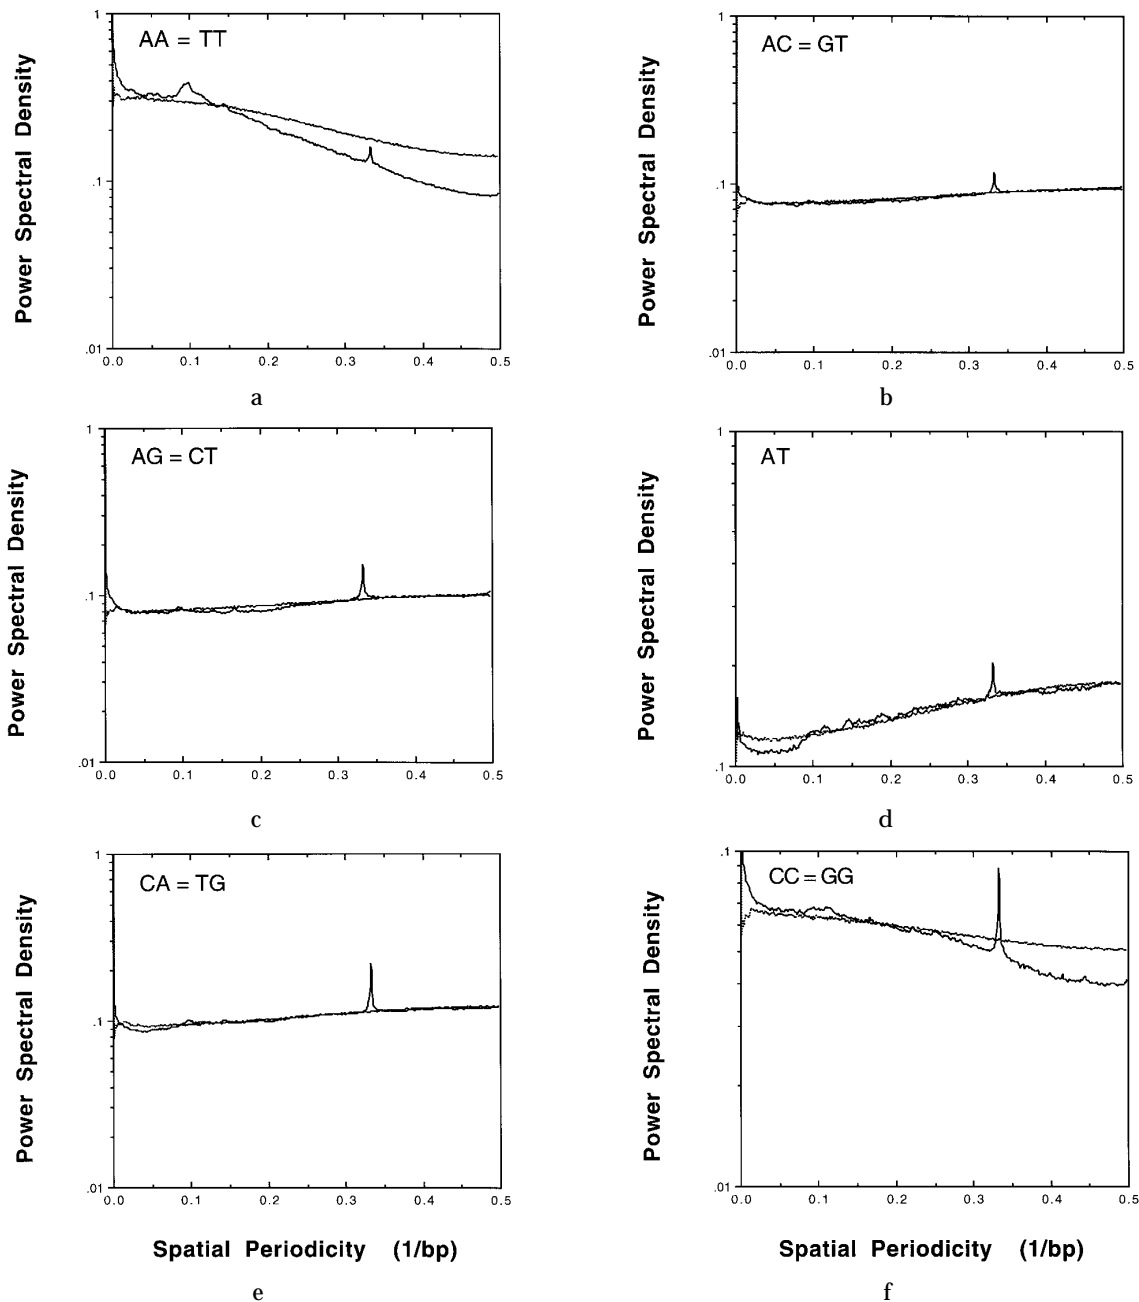 1
AA = TT
Power Spectral Density
.1
.01
0.0 0.1 0.2 0.3 0.4 0.5
a
1
AC = GT
Power Spectral Density
.1
.01
0.0 0.1 0.2 0.3 0.4 0.5
b
1
AG = CT
Power Spectral Density
.1
.01
0.0 0.1 0.2 0.3 0.4 0.5
c
1
AT
Power Spectral Density
.1
0.0 0.1 0.2 0.3 0.4 0.5
d
1
CA = TG
Power Spectral Density
.1
.01
0.0 0.1 0.2 0.3 0.4 0.5
Spatial Periodicity (1/bp)
e
.1
CC = GG
Power Spectral Density
.01
0.0 0.1 0.2 0.3 0.4 0.5
Spatial Periodicity (1/bp)
f